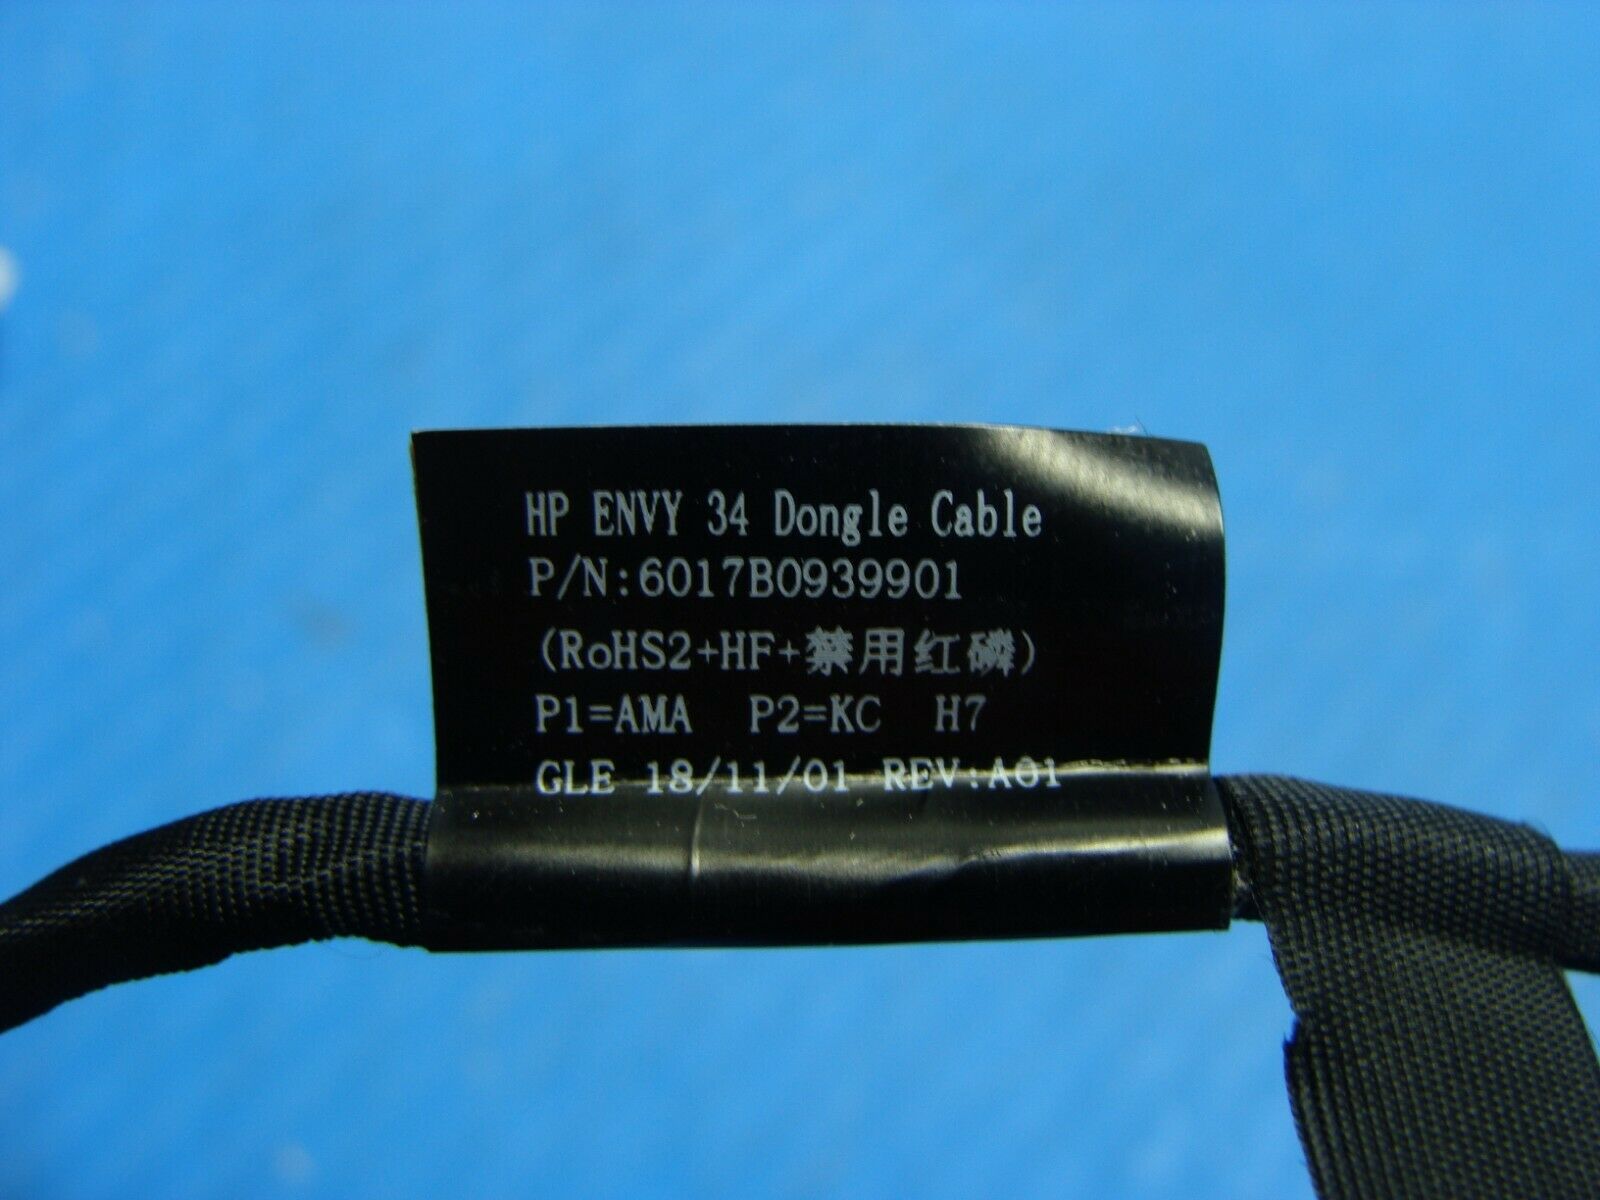 HP ENVY 34 Dongle Cable
P/N:6017B0939901
(RoHS2+HF+禁用红磷)
P1=AMA P2=KC H7
GLE 18/11/01 REV:A01